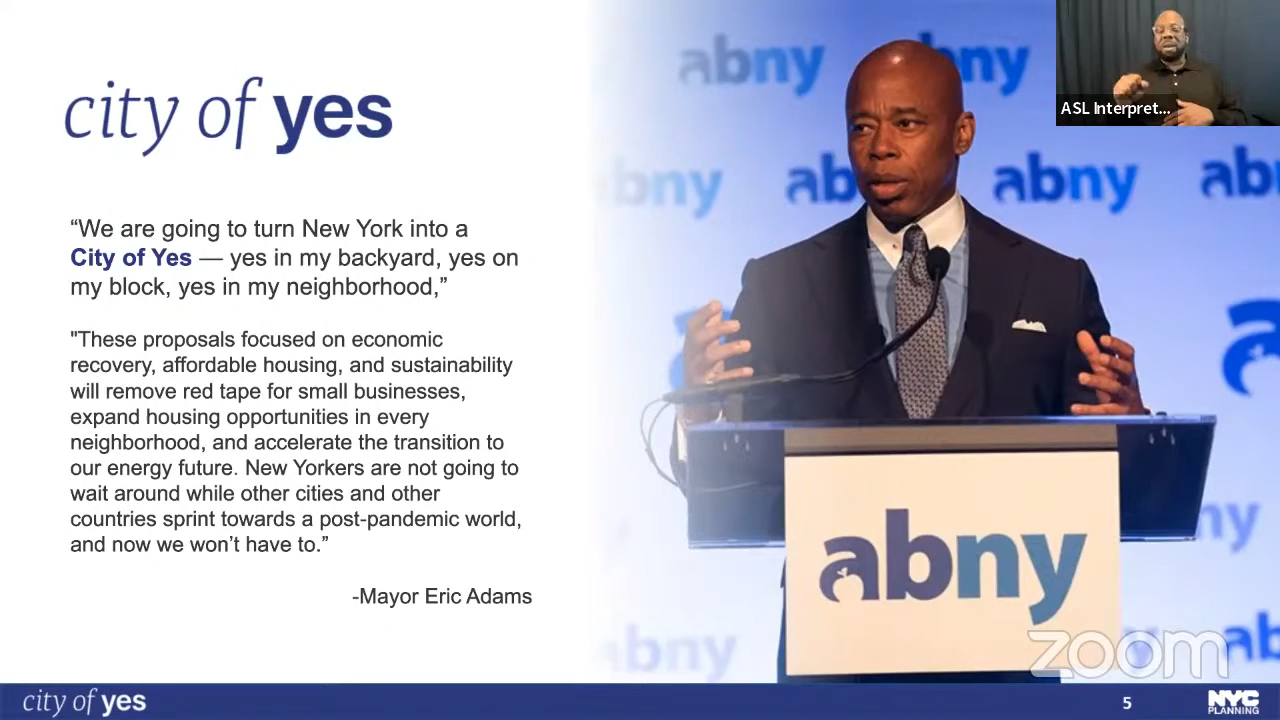 city of yes
“We are going to turn New York into a
City of Yes — yes in my backyard, yes on
my block, yes in my neighborhood,”
"These proposals focused on economic
recovery, affordable housing, and sustainability
will remove red tape for small businesses,
expand housing opportunities in every
neighborhood, and accelerate the transition to
our energy future. New Yorkers are not going to
wait around while other cities and other
countries sprint towards a post-pandemic world,
and now we won’t have to.”
-Mayor Eric Adams
abny
abny
abny
abny
abny
ab
abny
zoom
ASL Interpret...
city of yes
5
NYC
PLANNING